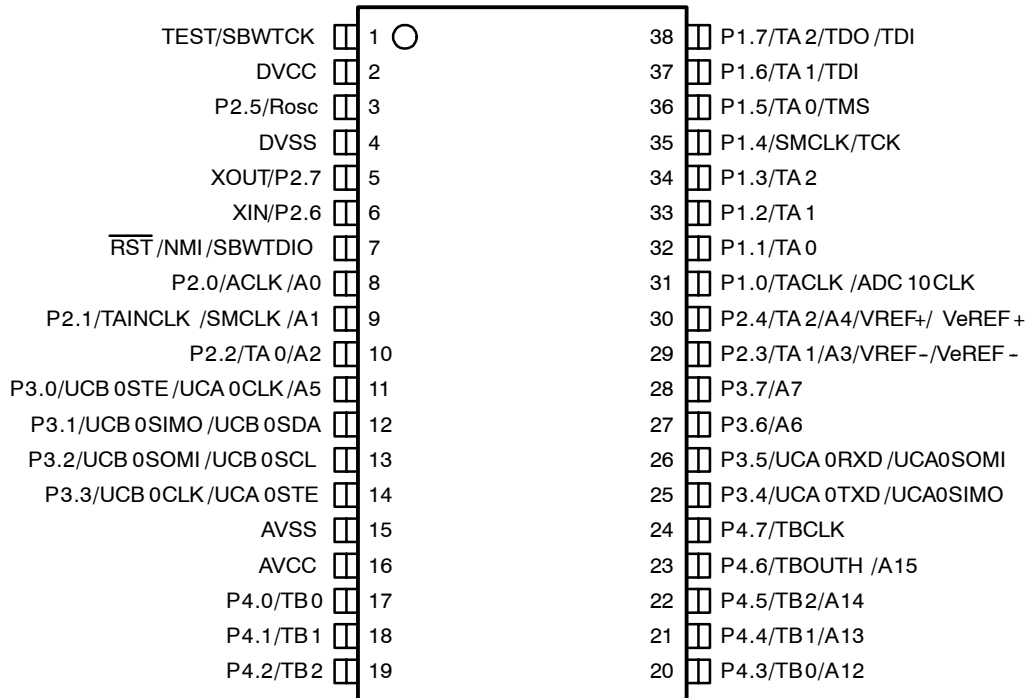 TEST/SBWTCK 1 38 P1.7/TA2/TDO/TDI
DVCC 2 37 P1.6/TA1/TDI
P2.5/Rosc 3 36 P1.5/TA0/TMS
DVSS 4 35 P1.4/SMCLK/TCK
XOUT/P2.7 5 34 P1.3/TA2
XIN/P2.6 6 33 P1.2/TA1
RST/NMI/SBWTDIO 7 32 P1.1/TA0
P2.0/ACLK/A0 8 31 P1.0/TACLK/ADC10CLK
P2.1/TAINCLK/SMCLK/A1 9 30 P2.4/TA2/A4/VREF+/VeREF+
P2.2/TA0/A2 10 29 P2.3/TA1/A3/VREF-/VeREF-
P3.0/UCB0STE/UCA0CLK/A5 11 28 P3.7/A7
P3.1/UCB0SIMO/UCB0SDA 12 27 P3.6/A6
P3.2/UCB0SOMI/UCB0SCL 13 26 P3.5/UCA0RXD/UCA0SOMI
P3.3/UCB0CLK/UCA0STE 14 25 P3.4/UCA0TXD/UCA0SIMO
AVSS 15 24 P4.7/TBCLK
AVCC 16 23 P4.6/TBOUTH/A15
P4.0/TB0 17 22 P4.5/TB2/A14
P4.1/TB1 18 21 P4.4/TB1/A13
P4.2/TB2 19 20 P4.3/TB0/A12